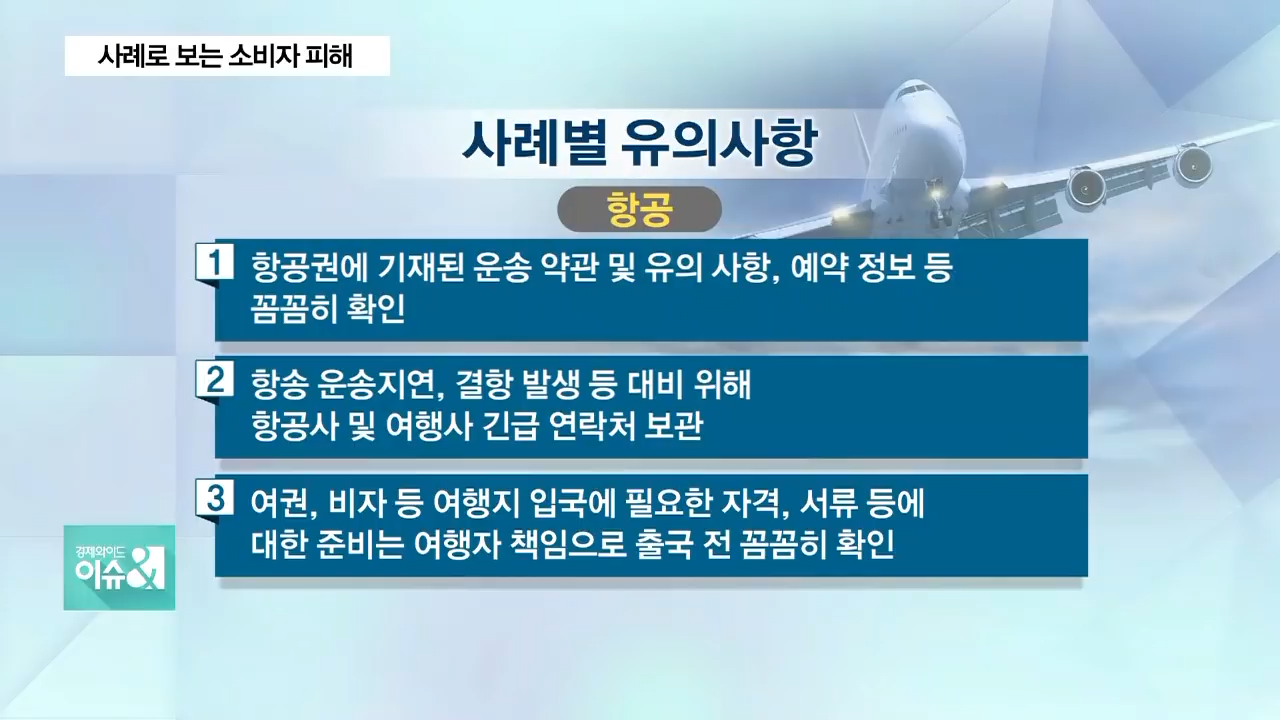 사례로 보는 소비자 피해
사례별 유의사항
항공
1 항공권에 기재된 운송 약관 및 유의 사항, 예약 정보 등
꼼꼼히 확인
2 항송 운송지연, 결항 발생 등 대비 위해
항공사 및 여행사 긴급 연락처 보관
3 여권, 비자 등 여행지 입국에 필요한 자격, 서류 등에
대한 준비는 여행자 책임으로 출국 전 꼼꼼히 확인
경제와이드
이슈&